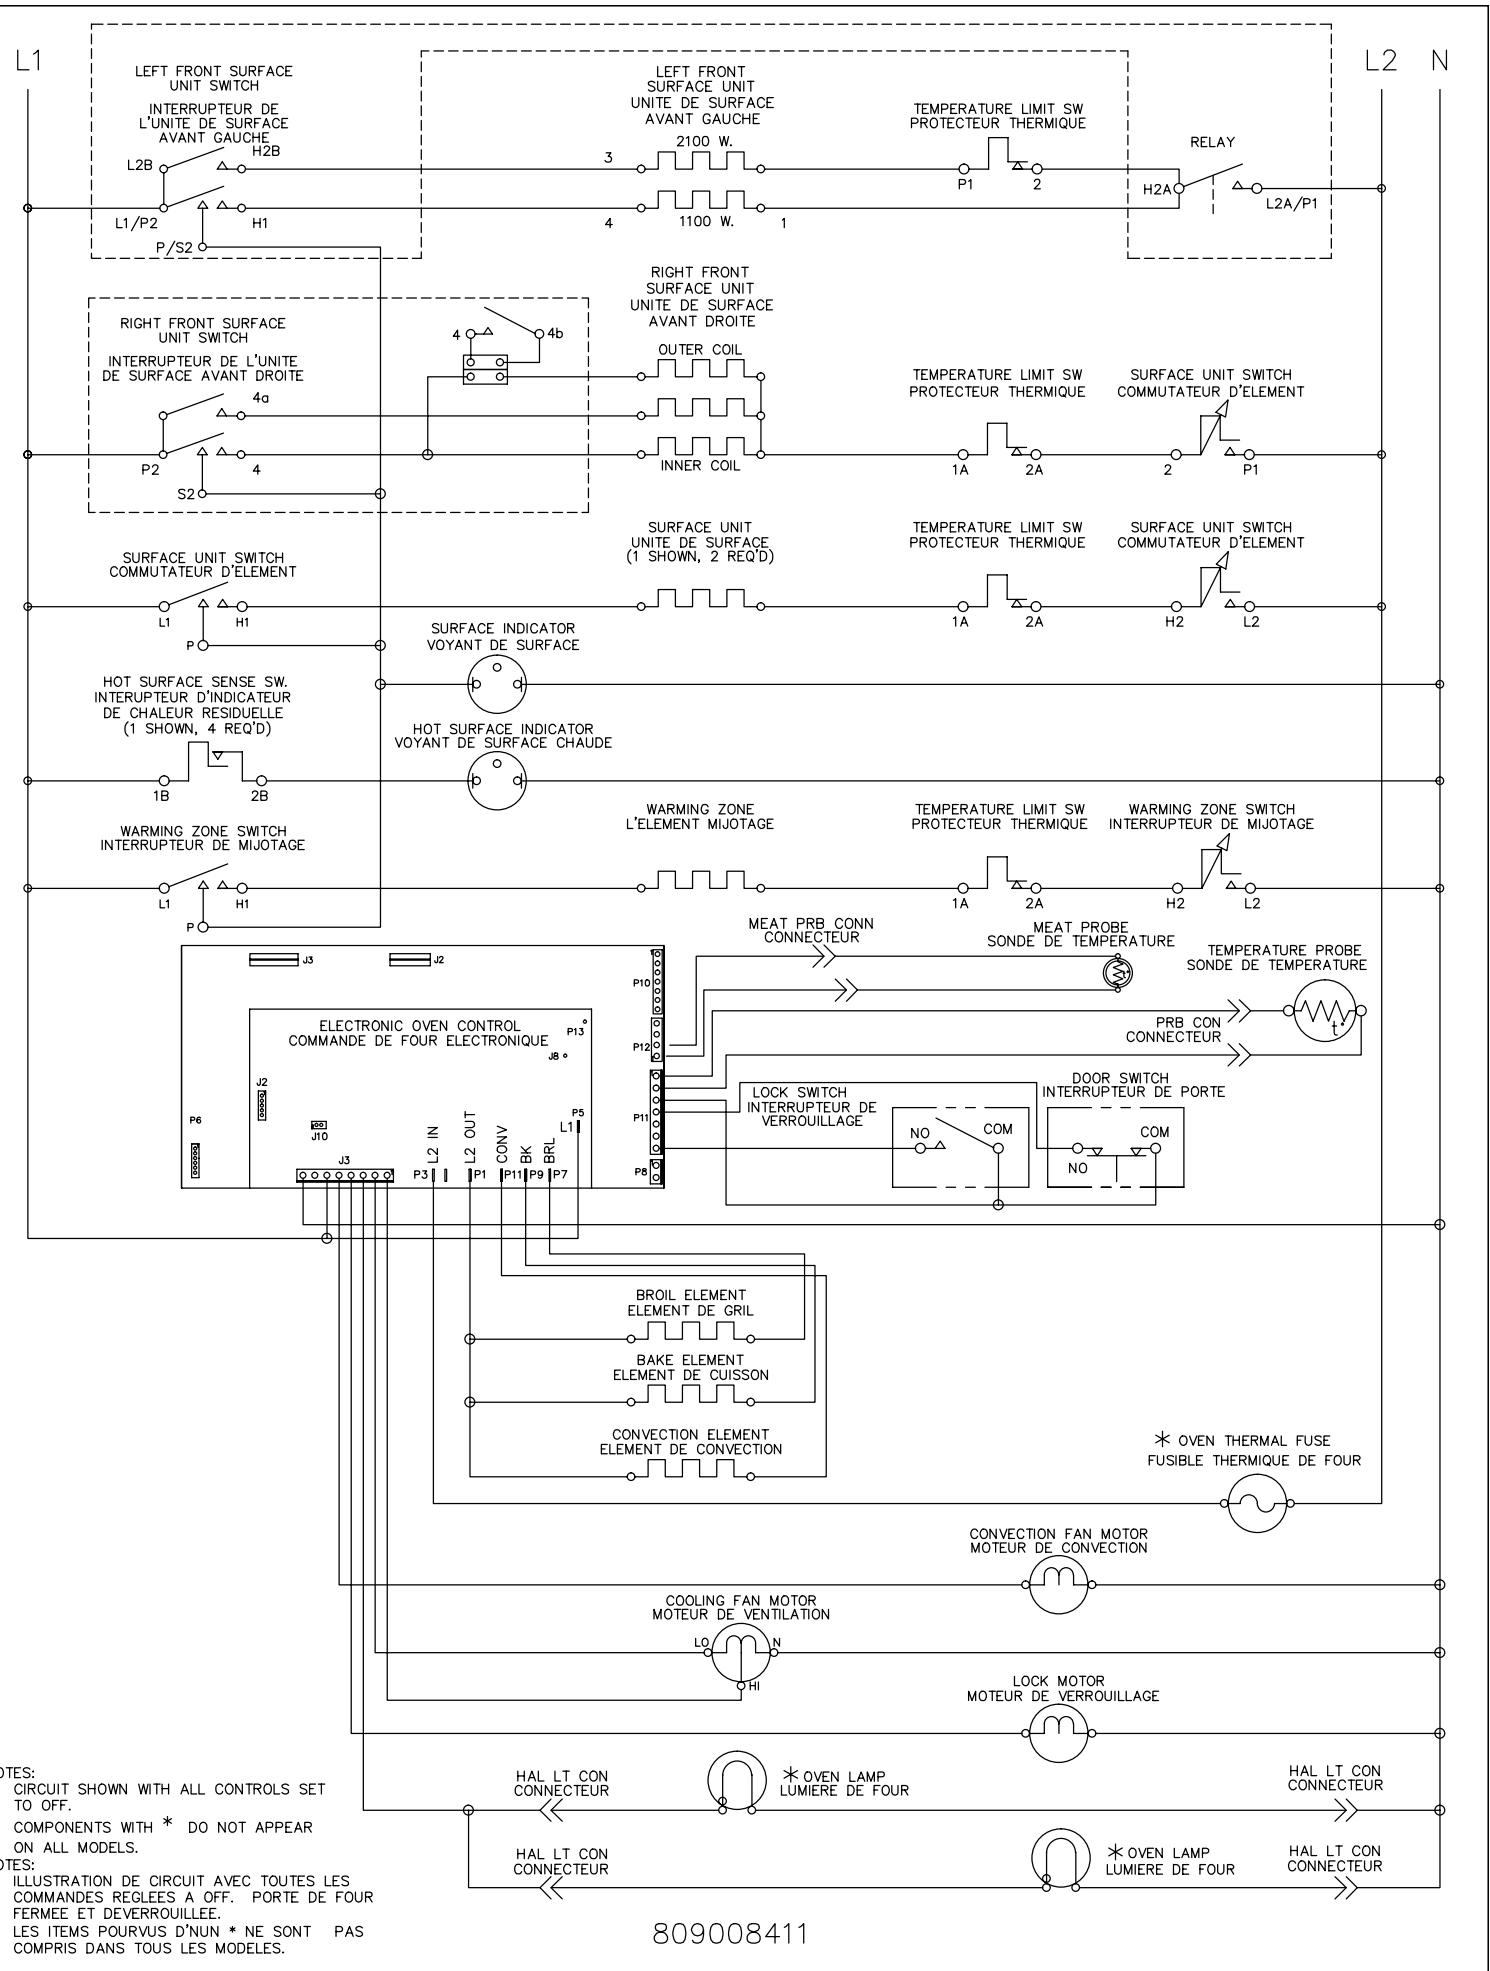 L1
L2 N
LEFT FRONT SURFACE
UNIT SWITCH
INTERRUPTEUR DE
L'UNITE DE SURFACE
AVANT GAUCHE
LEFT FRONT
SURFACE UNIT
UNITE DE SURFACE
AVANT GAUCHE
2100 W.
TEMPERATURE LIMIT SW
PROTECTEUR THERMIQUE
RELAY
L2B
H2B
3
P1
2
H2A
L2A/P1
L1/P2
H1
4
1100 W.
1
P/S2
RIGHT FRONT
SURFACE UNIT
UNITE DE SURFACE
AVANT DROITE
RIGHT FRONT SURFACE
UNIT SWITCH
INTERRUPTEUR DE L'UNITE
DE SURFACE AVANT DROITE
4
4b
OUTER COIL
TEMPERATURE LIMIT SW
PROTECTEUR THERMIQUE
SURFACE UNIT SWITCH
COMMUTATEUR D'ELEMENT
4a
P2
4
INNER COIL
1A
2A
2
P1
S2
SURFACE UNIT
UNITE DE SURFACE
(1 SHOWN, 2 REQ'D)
TEMPERATURE LIMIT SW
PROTECTEUR THERMIQUE
SURFACE UNIT SWITCH
COMMUTATEUR D'ELEMENT
SURFACE UNIT SWITCH
COMMUTATEUR D'ELEMENT
L1
H1
1A
2A
H2
L2
P
SURFACE INDICATOR
VOYANT DE SURFACE
HOT SURFACE SENSE SW.
INTERUPTEUR D'INDICATEUR
DE CHALEUR RESIDUELLE
(1 SHOWN, 4 REQ'D)
HOT SURFACE INDICATOR
VOYANT DE SURFACE CHAUDE
1B
2B
WARMING ZONE
L'ELEMENT MIJOTAGE
TEMPERATURE LIMIT SW
PROTECTEUR THERMIQUE
WARMING ZONE SWITCH
INTERRUPTEUR DE MIJOTAGE
WARMING ZONE SWITCH
INTERRUPTEUR DE MIJOTAGE
L1
H1
1A
2A
H2
L2
P
MEAT PRB CONN
CONNECTEUR
MEAT PROBE
SONDE DE TEMPERATURE
t°
TEMPERATURE PROBE
SONDE DE TEMPERATURE
t°
J3
J2
P10
ELECTRONIC OVEN CONTROL
COMMANDE DE FOUR ELECTRONIQUE
P13
J8
P12
PRB CON
CONNECTEUR
J2
P6
J10
J3
P5
L1
P11
P8
LOCK SWITCH
INTERRUPTEUR DE
VERROUILLAGE
DOOR SWITCH
INTERRUPTEUR DE PORTE
NO
COM
NO
COM
L2 IN
L2 OUT
CONV
BK
BRL
P3
P1
P11
P9
P7
BROIL ELEMENT
ELEMENT DE GRIL
BAKE ELEMENT
ELEMENT DE CUISSON
CONVECTION ELEMENT
ELEMENT DE CONVECTION
* OVEN THERMAL FUSE
FUSIBLE THERMIQUE DE FOUR
CONVECTION FAN MOTOR
MOTEUR DE CONVECTION
COOLING FAN MOTOR
MOTEUR DE VENTILATION
LO
N
HI
LOCK MOTOR
MOTEUR DE VERROUILLAGE
HAL LT CON
CONNECTEUR
* OVEN LAMP
LUMIERE DE FOUR
HAL LT CON
CONNECTEUR
HAL LT CON
CONNECTEUR
* OVEN LAMP
LUMIERE DE FOUR
HAL LT CON
CONNECTEUR
OTES:
CIRCUIT SHOWN WITH ALL CONTROLS SET
TO OFF.
COMPONENTS WITH * DO NOT APPEAR
ON ALL MODELS.
OTES:
ILLUSTRATION DE CIRCUIT AVEC TOUTES LES
COMMANDES REGLEES A OFF. PORTE DE FOUR
FERMEE ET DEVERROUILLEE.
LES ITEMS POURVUS D'NUN * NE SONT PAS
COMPRIS DANS TOUS LES MODELES.
809008411